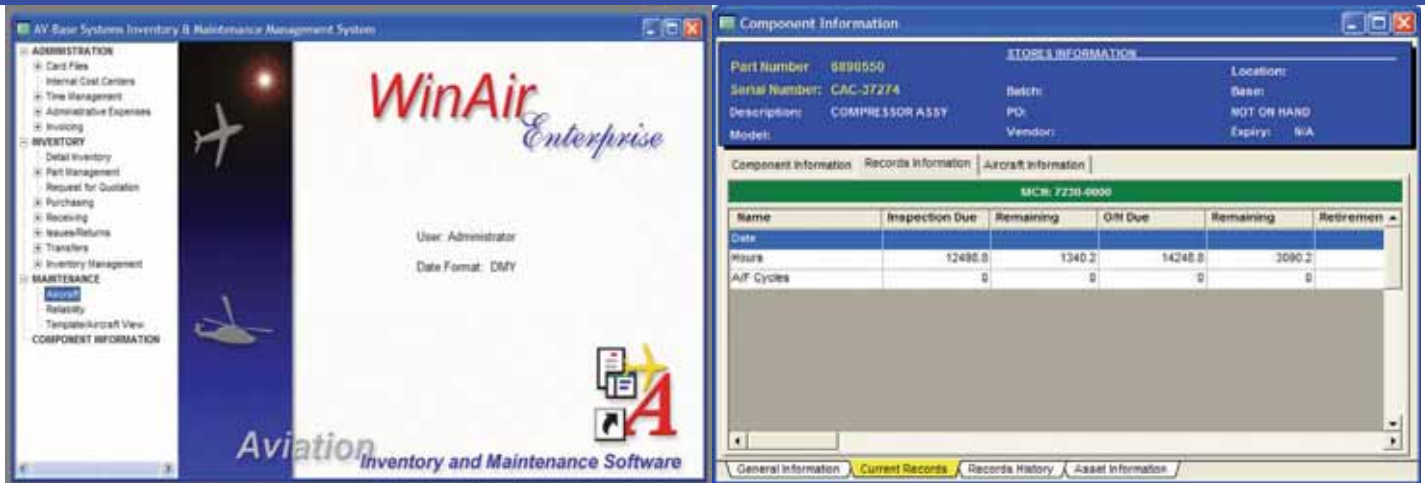 AV-Base Systems Inventory & Maintenance Management System
ADMINISTRATION
Card Files
Internal Cost Centers
Time Management
Administrative Expenses
Invoicing
INVENTORY
Detail Inventory
Part Management
Request for Quotation
Purchasing
Receiving
Issues/Returns
Transfers
Inventory Management
MAINTENANCE
Aircraft
Reliability
Template/Aircraft View
COMPONENT INFORMATION
WinAir
Enterprise
User: Administrator
Date Format: DMY
A
Aviation
Inventory and Maintenance Software
Component Information
STORES INFORMATION
Part Number 6890550 Location:
Serial Number: CAC-37274 Batch: Base:
Description: COMPRESSOR ASSY PO: NOT ON HAND
Model: Vendor: Expiry: N/A
Component Information Records Information Aircraft Information
MCN: 7230-0000
Name Inspection Due Remaining O/H Due Remaining Retiremen
Date
Hours 12498.8 1340.2 14248.8 3090.2
A/F Cycles 0 0 0 0
General Information Current Records Records History Asset Information